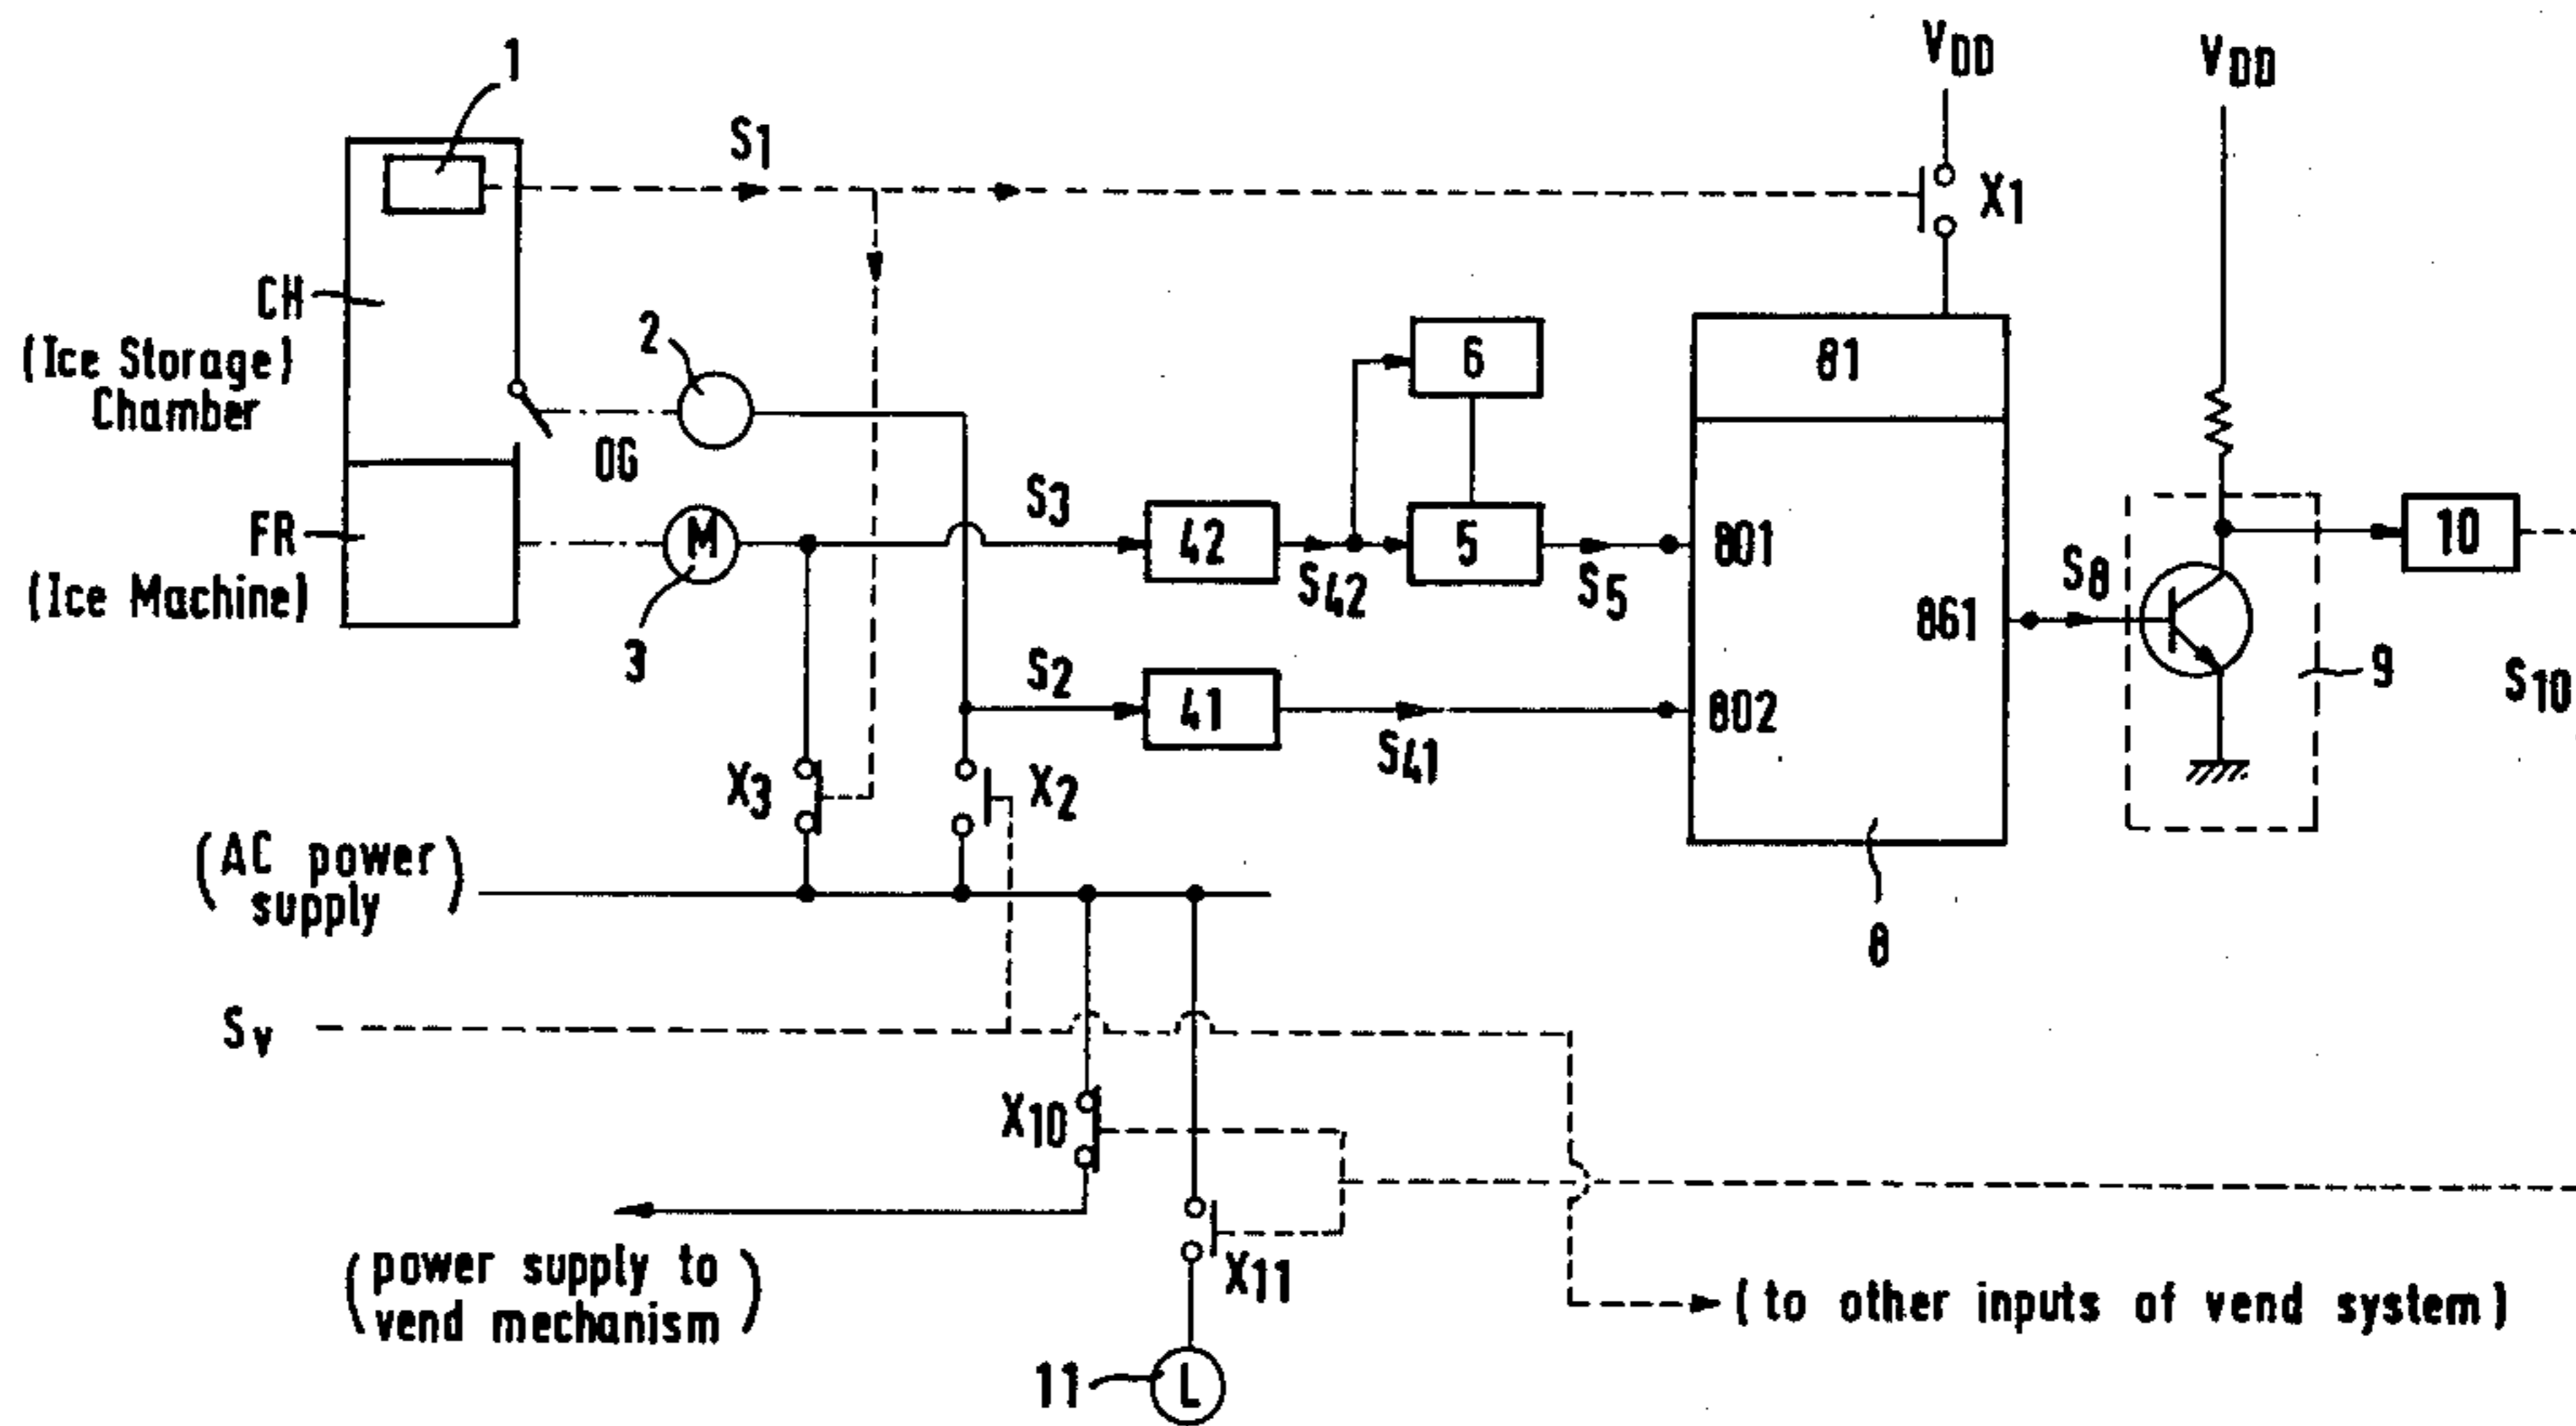 1
S1
VDD
VDD
X1
CH
(Ice Storage)
Chamber
2
OG
6
81
FR
(Ice Machine)
M
3
S3
42
S42
5
S5
801
861
S8
10
9
S10
S2
41
S41
802
8
X3
X2
(AC power
supply)
Sv
X10
X11
(power supply to
vend mechanism)
(to other inputs of vend system)
11
L